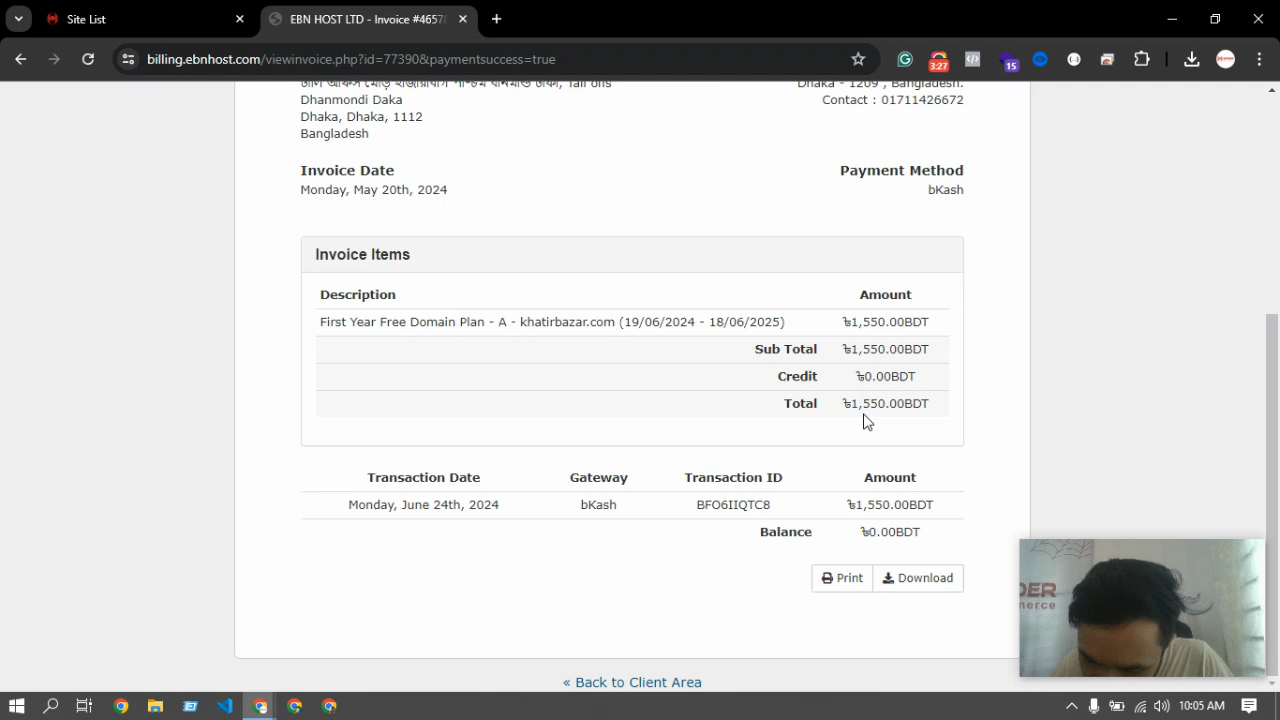 Site List
EBN HOST LTD - Invoice #4657
billing.ebnhost.com/viewinvoice.php?id=77390&paymentsuccess=true
3:27
15
Dhanmondi Daka
Dhaka, Dhaka, 1112
Bangladesh
Dhaka - 1209 , Bangladesh.
Contact : 01711426672
Invoice Date
Monday, May 20th, 2024
Payment Method
bKash
Invoice Items
Description Amount
First Year Free Domain Plan - A - khatirbazar.com (19/06/2024 - 18/06/2025) ৳1,550.00BDT
Sub Total ৳1,550.00BDT
Credit ৳0.00BDT
Total ৳1,550.00BDT
Transaction Date Gateway Transaction ID Amount
Monday, June 24th, 2024 bKash BFO6IIQTC8 ৳1,550.00BDT
Balance ৳0.00BDT
Print Download
DER
merce
« Back to Client Area
10:05 AM